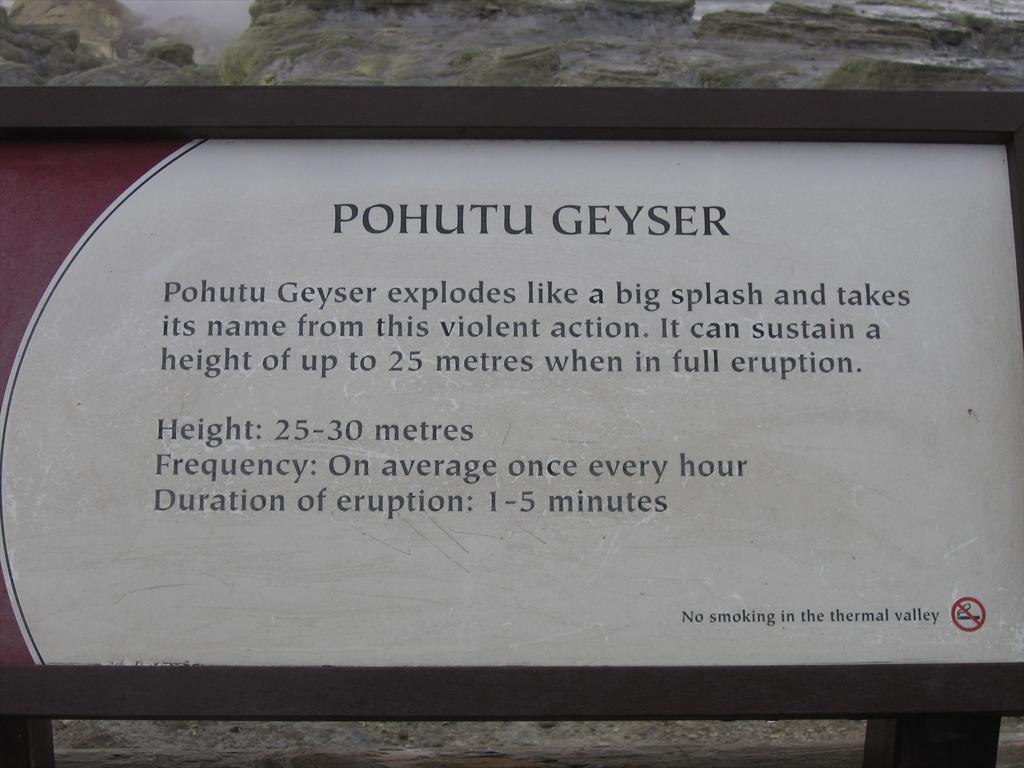 POHUTU GEYSER
Pohutu Geyser explodes like a big splash and takes
its name from this violent action. It can sustain a
height of up to 25 metres when in full eruption.
Height: 25-30 metres
Frequency: On average once every hour
Duration of eruption: 1-5 minutes
No smoking in the thermal valley